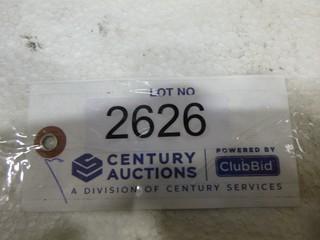 LOT NO
2626
CENTURY AUCTIONS
POWERED BY
ClubBid
A DIVISION OF CENTURY SERVICES